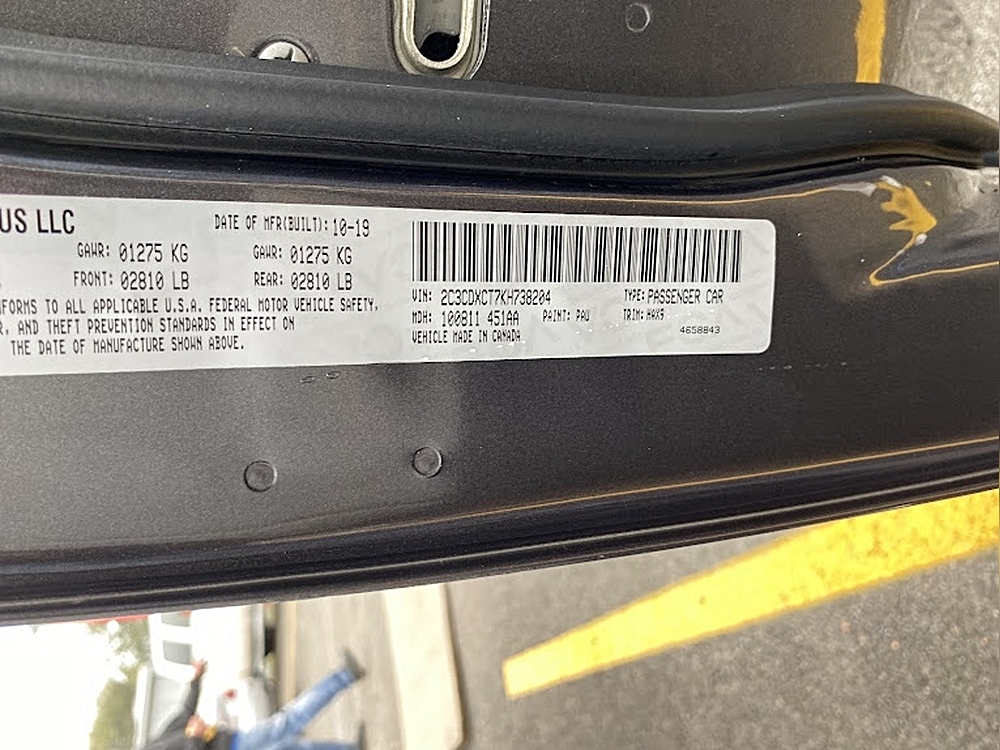 US LLC
DATE OF MFR(BUILT): 10-19
GAWR: 01275 KG GAWR: 01275 KG
FRONT: 02810 LB REAR: 02810 LB
FORMS TO ALL APPLICABLE U.S.A. FEDERAL MOTOR VEHICLE SAFETY,
R, AND THEFT PREVENTION STANDARDS IN EFFECT ON
THE DATE OF MANUFACTURE SHOWN ABOVE.
VIN: 2C3CDXCT7KH738204 TYPE: PASSENGER CAR
MDH: 100811 451AA PAINT: PAU TRIM: HAX9
VEHICLE MADE IN CANADA 4658843